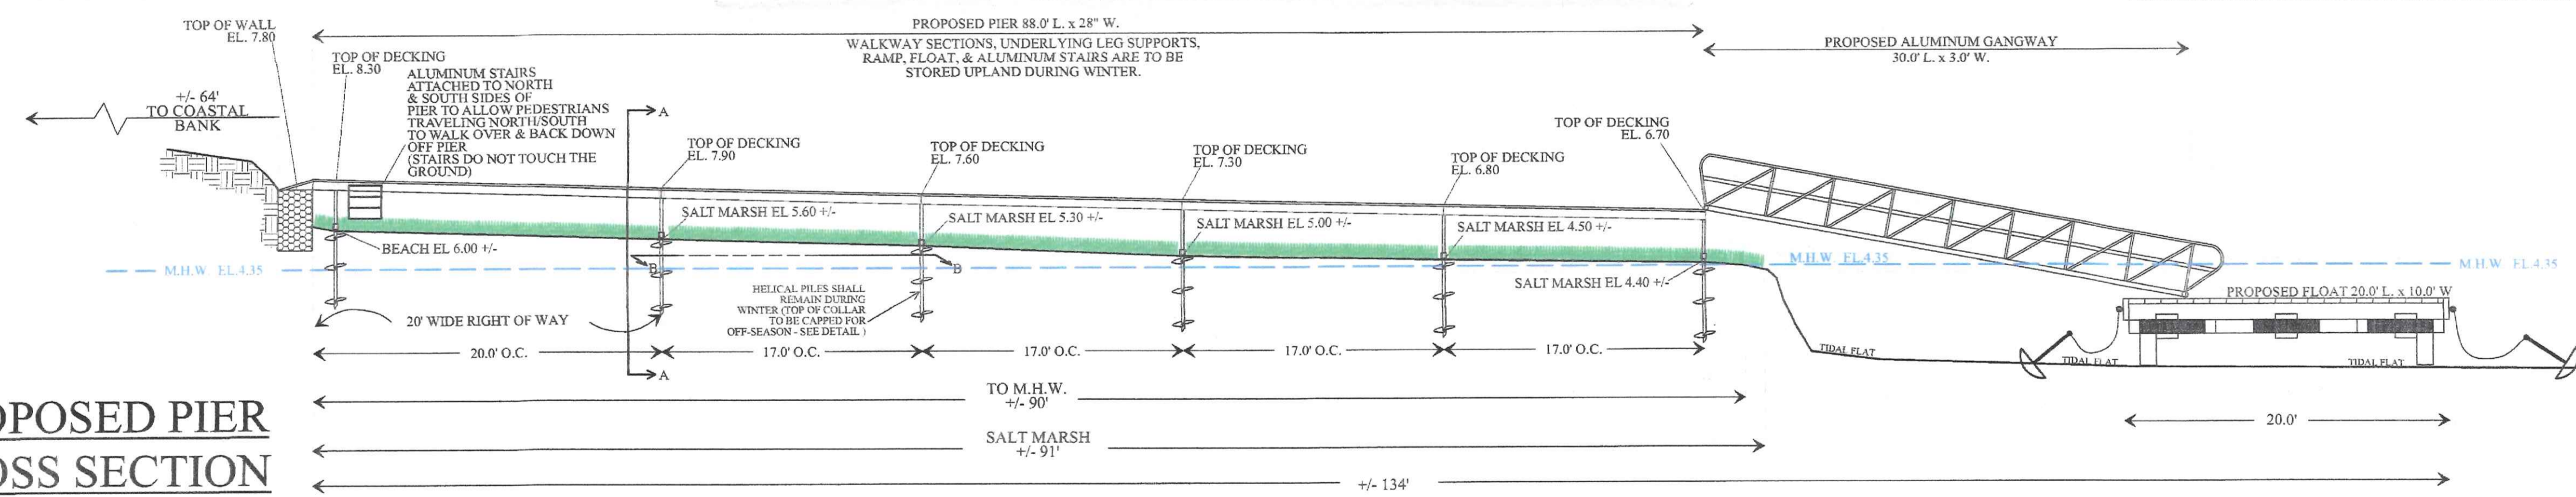 PROPOSED PIER 88.0' L. x 28" W.
WALKWAY SECTIONS, UNDERLYING LEG SUPPORTS,
RAMP, FLOAT, & ALUMINUM STAIRS ARE TO BE
STORED UPLAND DURING WINTER.
PROPOSED ALUMINUM GANGWAY
30.0' L. x 3.0' W.
TOP OF WALL
EL. 7.80
TOP OF DECKING
EL. 8.30
ALUMINUM STAIRS
ATTACHED TO NORTH
& SOUTH SIDES OF
PIER TO ALLOW PEDESTRIANS
TRAVELING NORTH/SOUTH
TO WALK OVER & BACK DOWN
OFF PIER
(STAIRS DO NOT TOUCH THE
GROUND)
+/- 64'
TO COASTAL
BANK
A
TOP OF DECKING
EL. 7.90
TOP OF DECKING
EL. 7.60
TOP OF DECKING
EL. 7.30
TOP OF DECKING
EL. 6.80
TOP OF DECKING
EL. 6.70
BEACH EL 6.00 +/-
SALT MARSH EL 5.60 +/-
SALT MARSH EL 5.30 +/-
SALT MARSH EL 5.00 +/-
SALT MARSH EL 4.50 +/-
SALT MARSH EL 4.40 +/-
M.H.W. EL.4.35
M.H.W. EL.4.35
M.H.W. EL.4.35
B
B
HELICAL PILES SHALL
REMAIN DURING
WINTER (TOP OF COLLAR
TO BE CAPPED FOR
OFF-SEASON - SEE DETAIL )
PROPOSED FLOAT 20.0' L. x 10.0' W
20' WIDE RIGHT OF WAY
20.0' O.C.
17.0' O.C.
17.0' O.C.
17.0' O.C.
17.0' O.C.
TIDAL FLAT
TIDAL FLAT
TIDAL FLAT
A
TO M.H.W.
+/- 90'
SALT MARSH
+/- 91'
20.0'
+/- 134'
OPOSED PIER
OSS SECTION